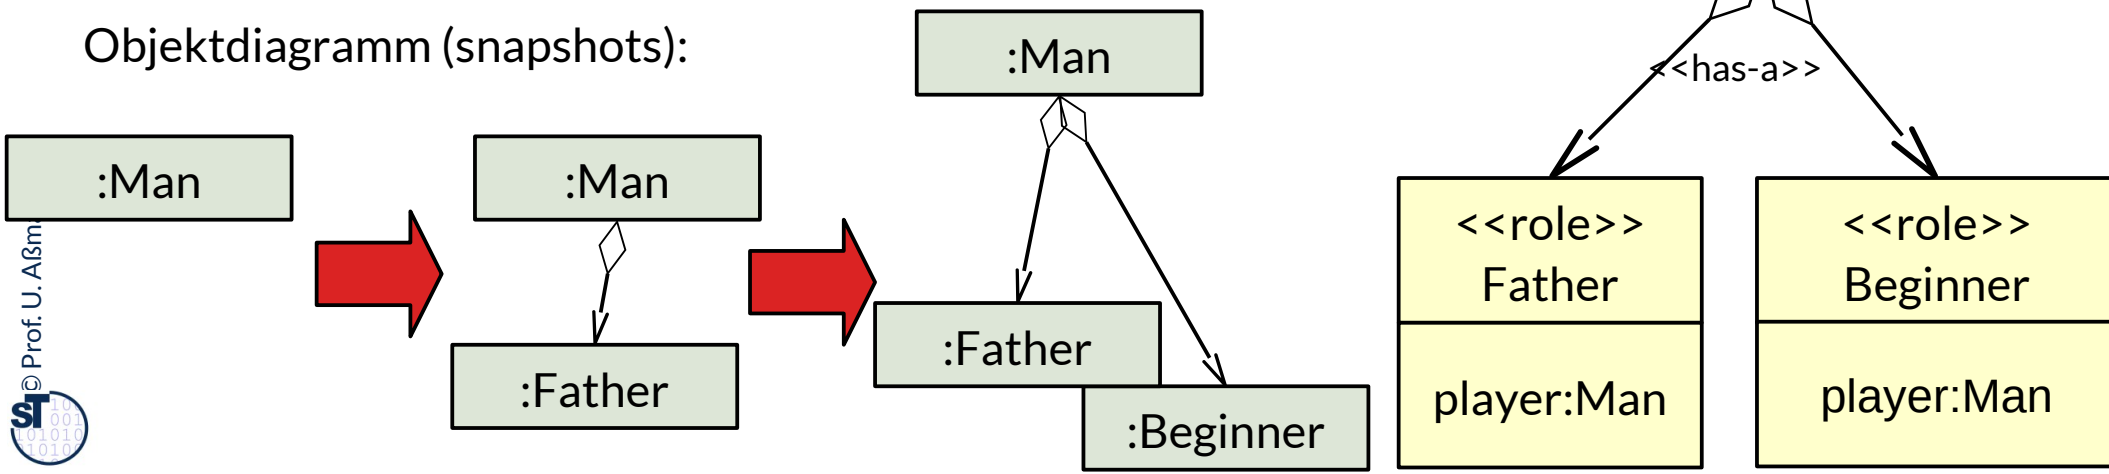 Objektdiagramm (snapshots):
:Man
:Man
:Father
:Man
:Father
:Beginner
<<has-a>>
<<role>>
Father
player:Man
<<role>>
Beginner
player:Man
© Prof. U.
ST